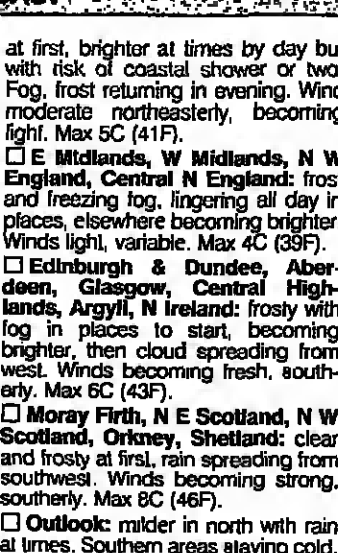 at first, brighter at times by day bu
with risk of coastal shower or two
Fog, frost returning in evening. Wind
moderate northeasterly, becoming
light. Max 5C (41F).
☐ E Midlands, W Midlands, N W
England, Central N England: frost
and freezing fog, lingering all day in
places, elsewhere becoming brighter
Winds light, variable. Max 4C (39F).
☐ Edinburgh & Dundee, Aber-
deen, Glasgow, Central High-
lands, Argyll, N Ireland: frosty with
fog in places to start, becoming
brighter, then cloud spreading from
west. Winds becoming fresh, south-
erly. Max 6C (43F).
☐ Moray Firth, N E Scotland, N W
Scotland, Orkney, Shetland: clear
and frosty at first, rain spreading from
southwest. Winds becoming strong,
southerly. Max 8C (46F).
☐ Outlook: milder in north with rain
at times. Southern areas staying cold.